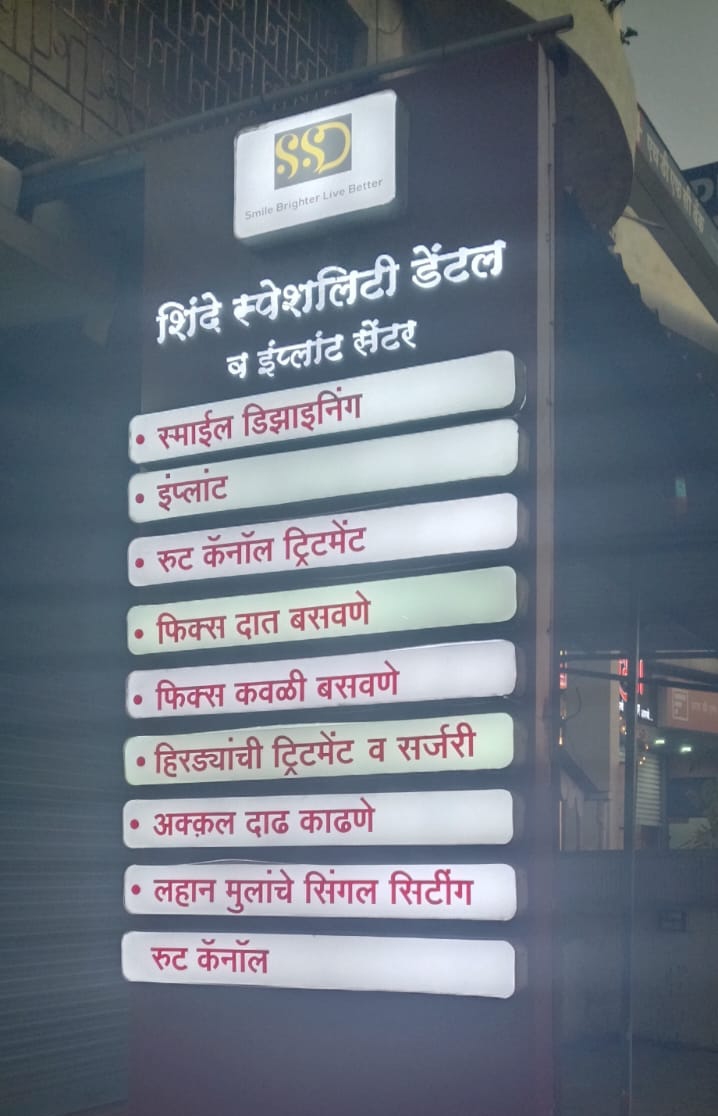 SSD
Smile Brighter Live Better
शिंदे स्पेशलिटी डेंटल
व इंप्लांट सेंटर
• स्माईल डिझाइनिंग
• इंप्लांट
• रुट कॅनॉल ट्रिटमेंट
• फिक्स दात बसवणे
• फिक्स कवळी बसवणे
• हिरड्यांची ट्रिटमेंट व सर्जरी
• अक्क़ल दाढ काढणे
• लहान मुलांचे सिंगल सिटींग
रुट कॅनॉल